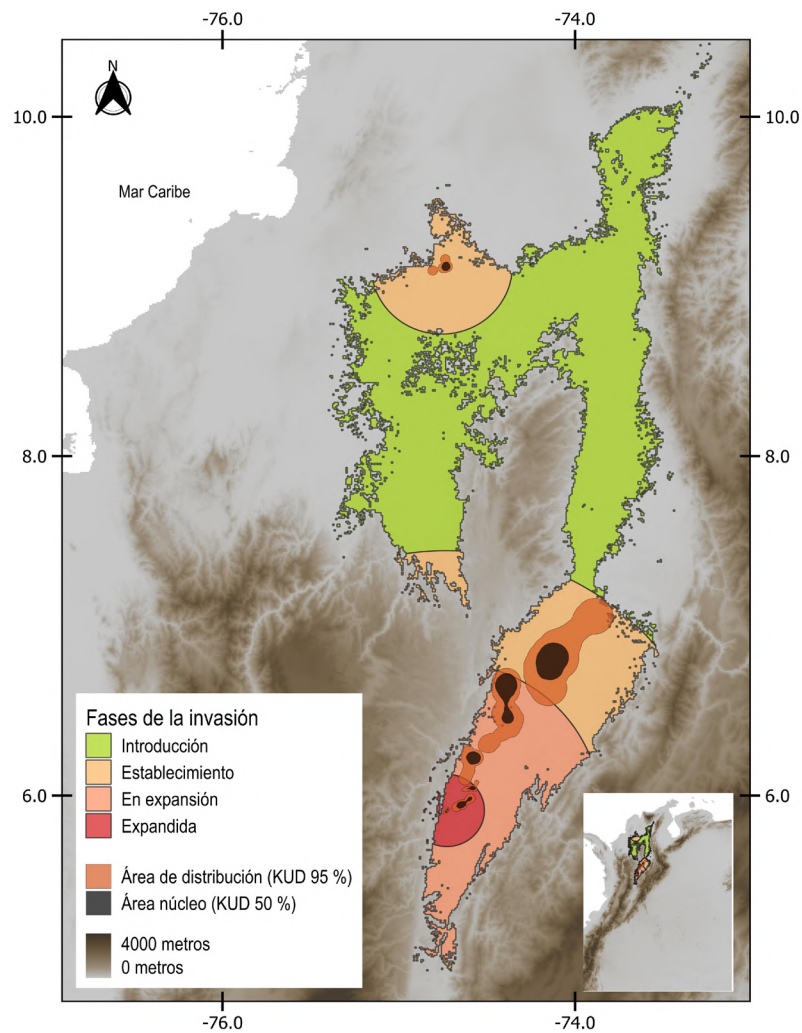 -76.0
-74.0
N
10.0
10.0
Mar Caribe
8.0
8.0
Fases de la invasión
Introducción
Establecimiento
En expansión
Expandida
6.0
6.0
Área de distribución (KUD 95 %)
Área núcleo (KUD 50 %)
4000 metros
0 metros
-76.0
-74.0